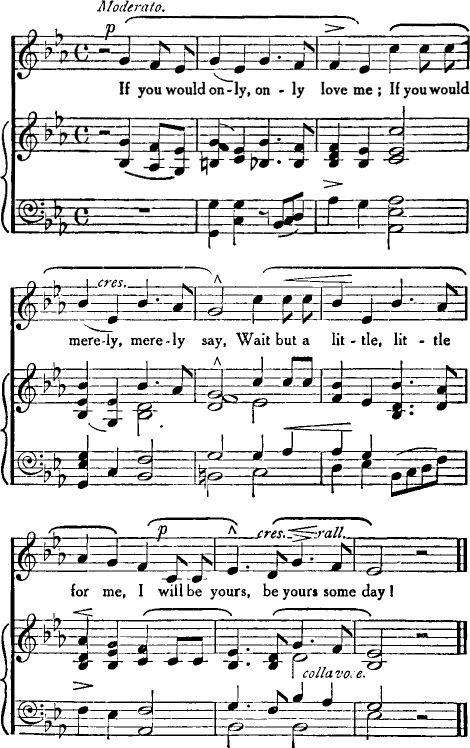 Moderato.
p
If you would on-ly, on - ly love me ; If you would
cres.
mere-ly, mere-ly say, Wait but a lit - tle, lit - tle
p cres. rall.
for me, I will be yours, be yours some day !
colla vo. e.